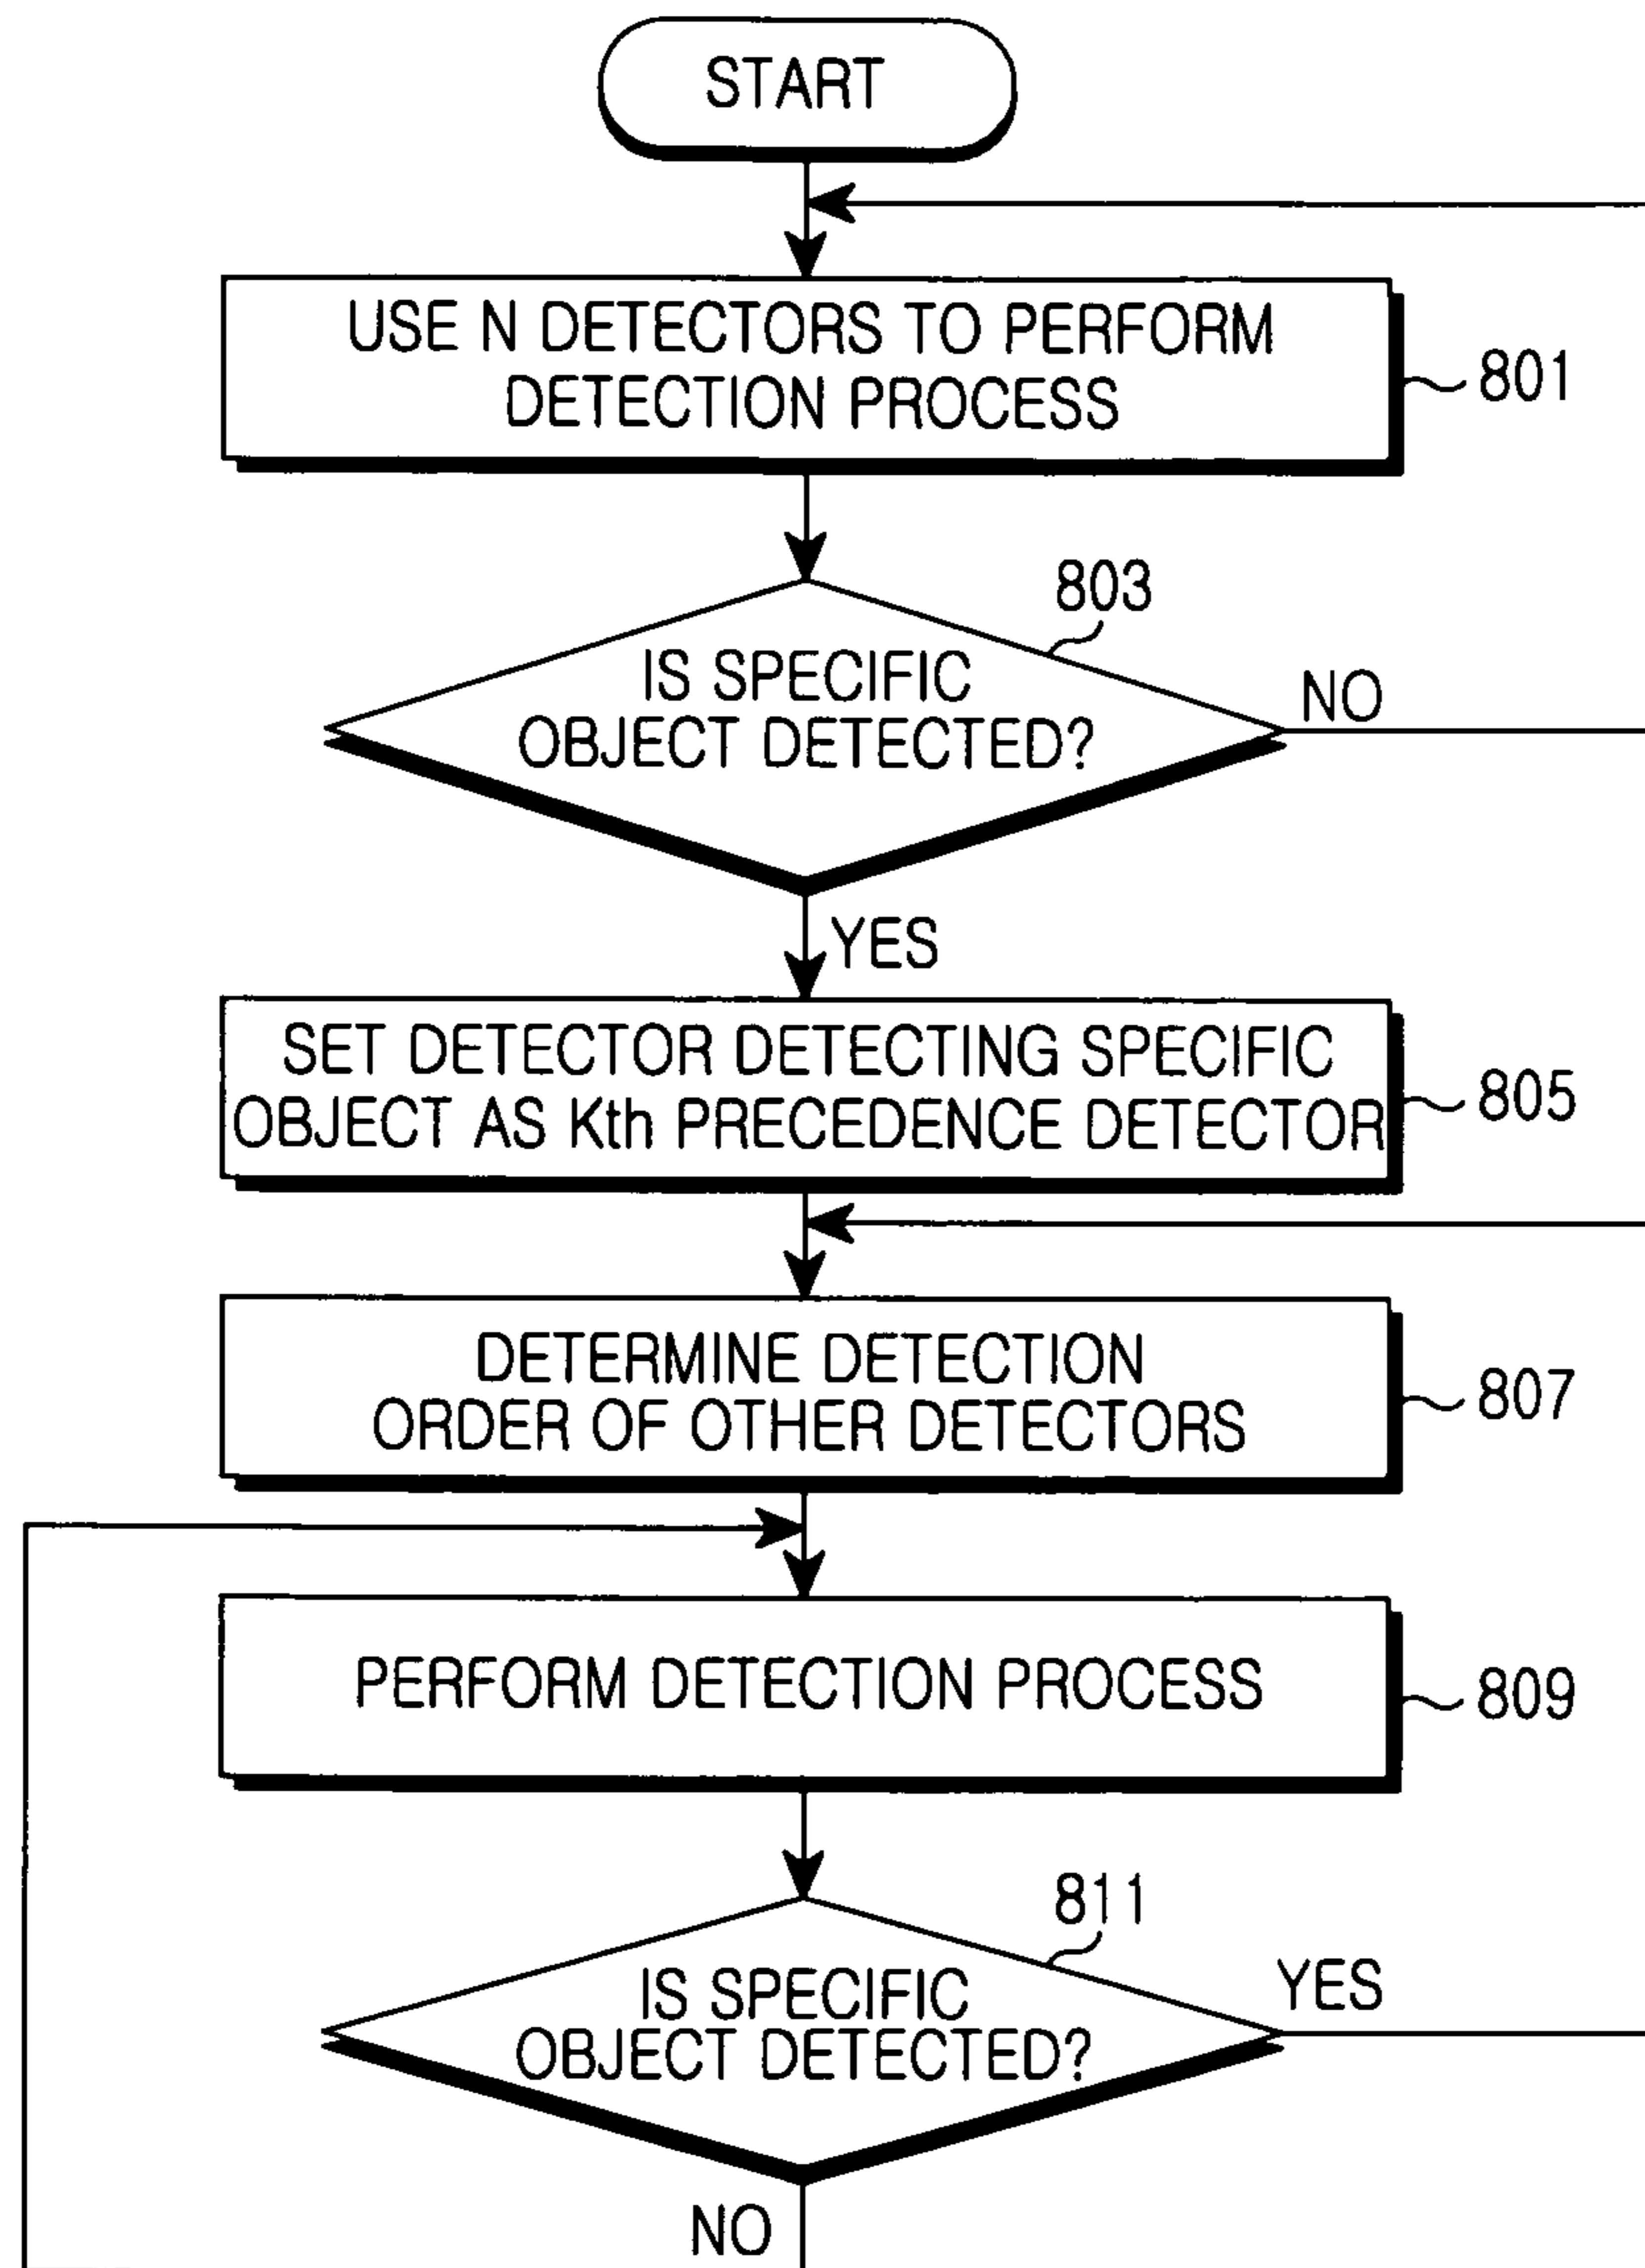 START
USE N DETECTORS TO PERFORM
DETECTION PROCESS
801
803
IS SPECIFIC
OBJECT DETECTED?
NO
YES
SET DETECTOR DETECTING SPECIFIC
OBJECT AS Kth PRECEDENCE DETECTOR
805
DETERMINE DETECTION
ORDER OF OTHER DETECTORS
807
PERFORM DETECTION PROCESS
809
811
IS SPECIFIC
OBJECT DETECTED?
YES
NO